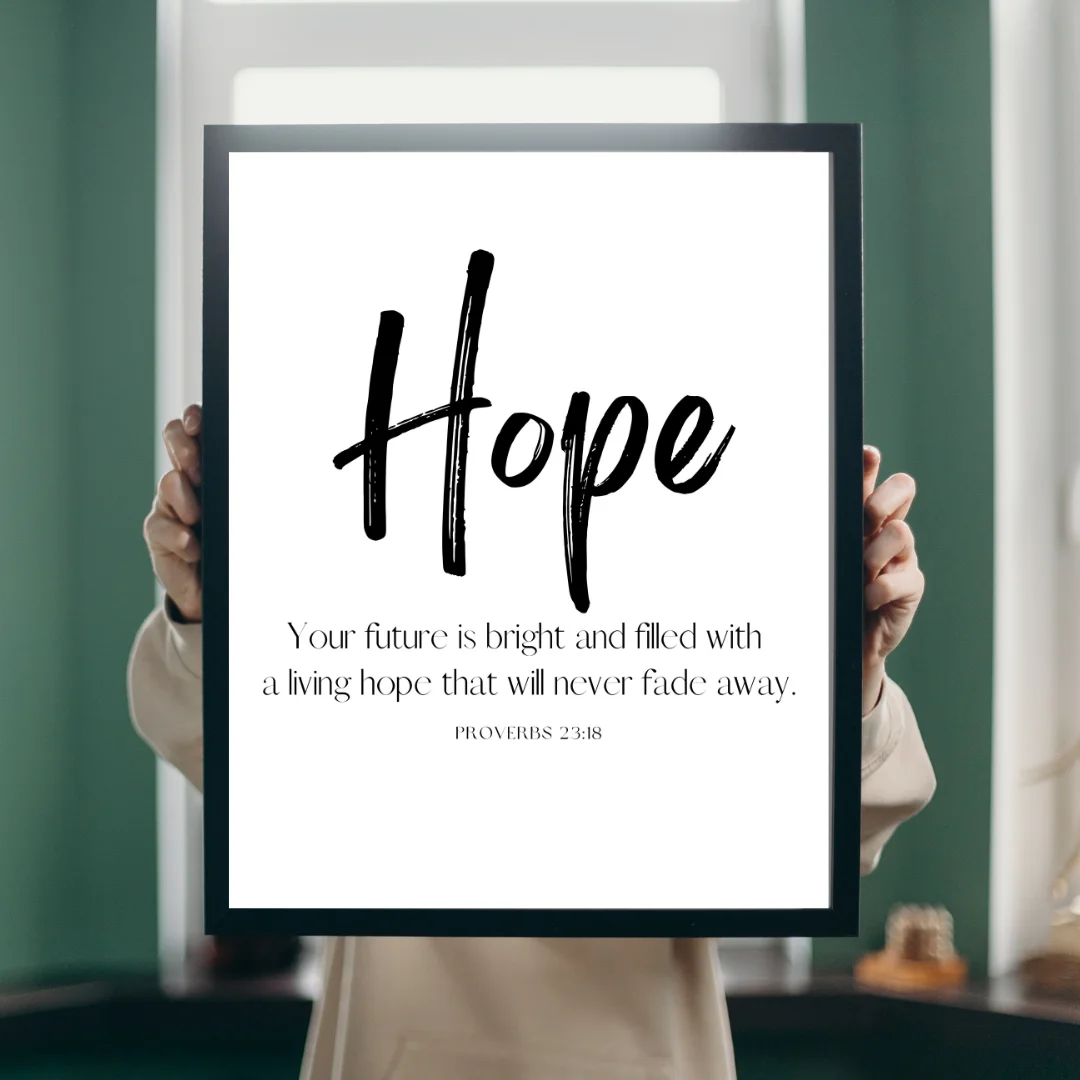 Hope
Your future is bright and filled with
a living hope that will never fade away.
PROVERBS 23:18